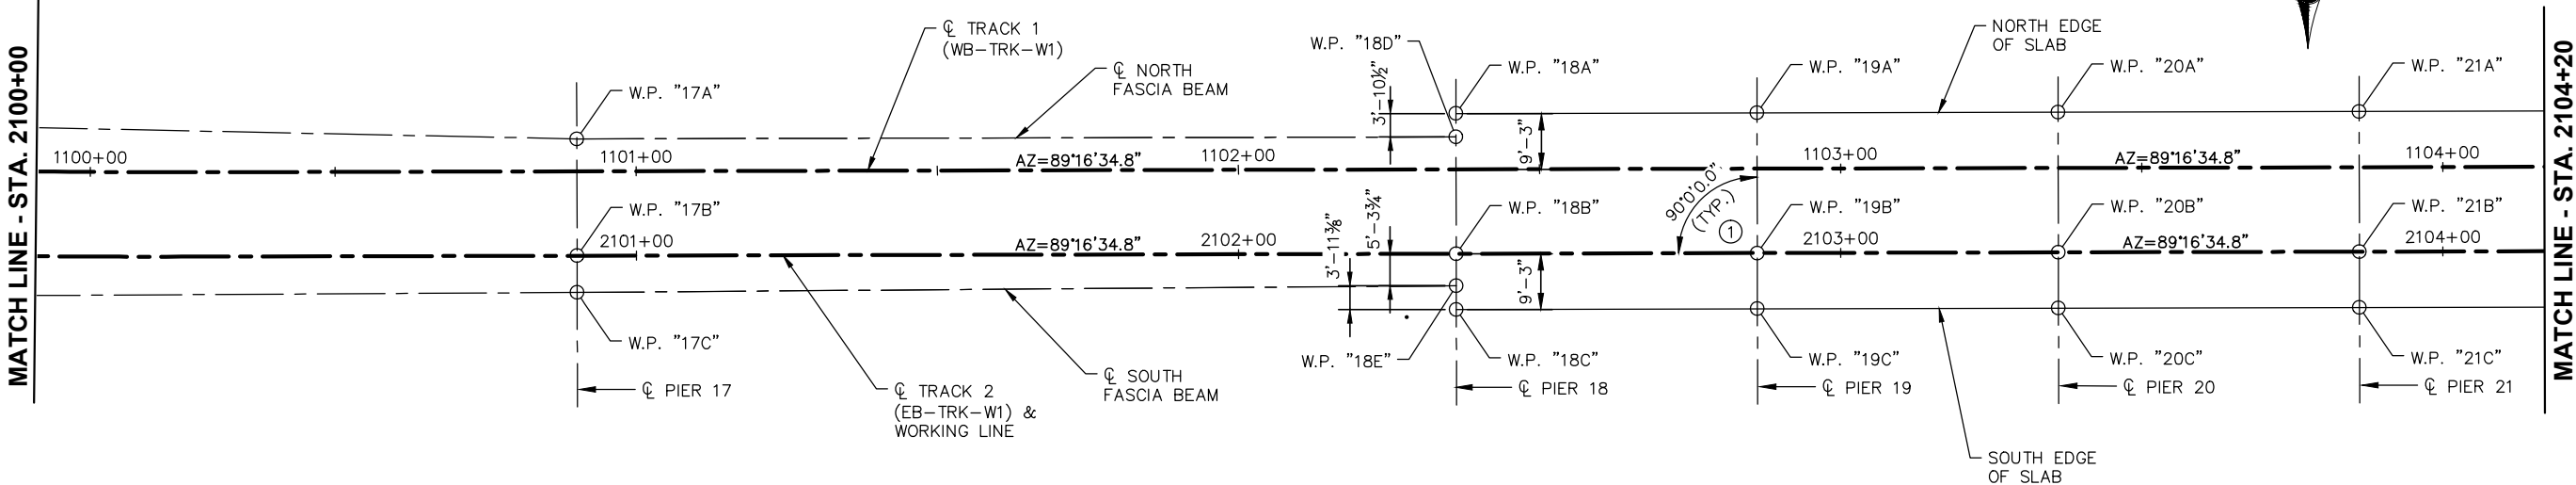 MATCH LINE - STA. 2100+00
℄ TRACK 1
(WB-TRK-W1)
℄ NORTH
FASCIA BEAM
W.P. "17A"
W.P. "18D"
3'-10½"
W.P. "18A"
9'-3"
W.P. "19A"
NORTH EDGE
OF SLAB
W.P. "20A"
W.P. "21A"
MATCH LINE - STA. 2104+20
1100+00
1101+00
AZ=89°16'34.8"
1102+00
1103+00
AZ=89°16'34.8"
1104+00
W.P. "17B"
2101+00
AZ=89°16'34.8"
2102+00
3'-11⅜"
5'-3¾"
W.P. "18B"
9'-3"
90°0'0.0"
(TYP.)
1
W.P. "19B"
2103+00
W.P. "20B"
AZ=89°16'34.8"
W.P. "21B"
2104+00
W.P. "17C"
W.P. "18E"
W.P. "18C"
W.P. "19C"
W.P. "20C"
W.P. "21C"
℄ PIER 17
℄ TRACK 2
(EB-TRK-W1) &
WORKING LINE
℄ SOUTH
FASCIA BEAM
℄ PIER 18
℄ PIER 19
℄ PIER 20
℄ PIER 21
SOUTH EDGE
OF SLAB